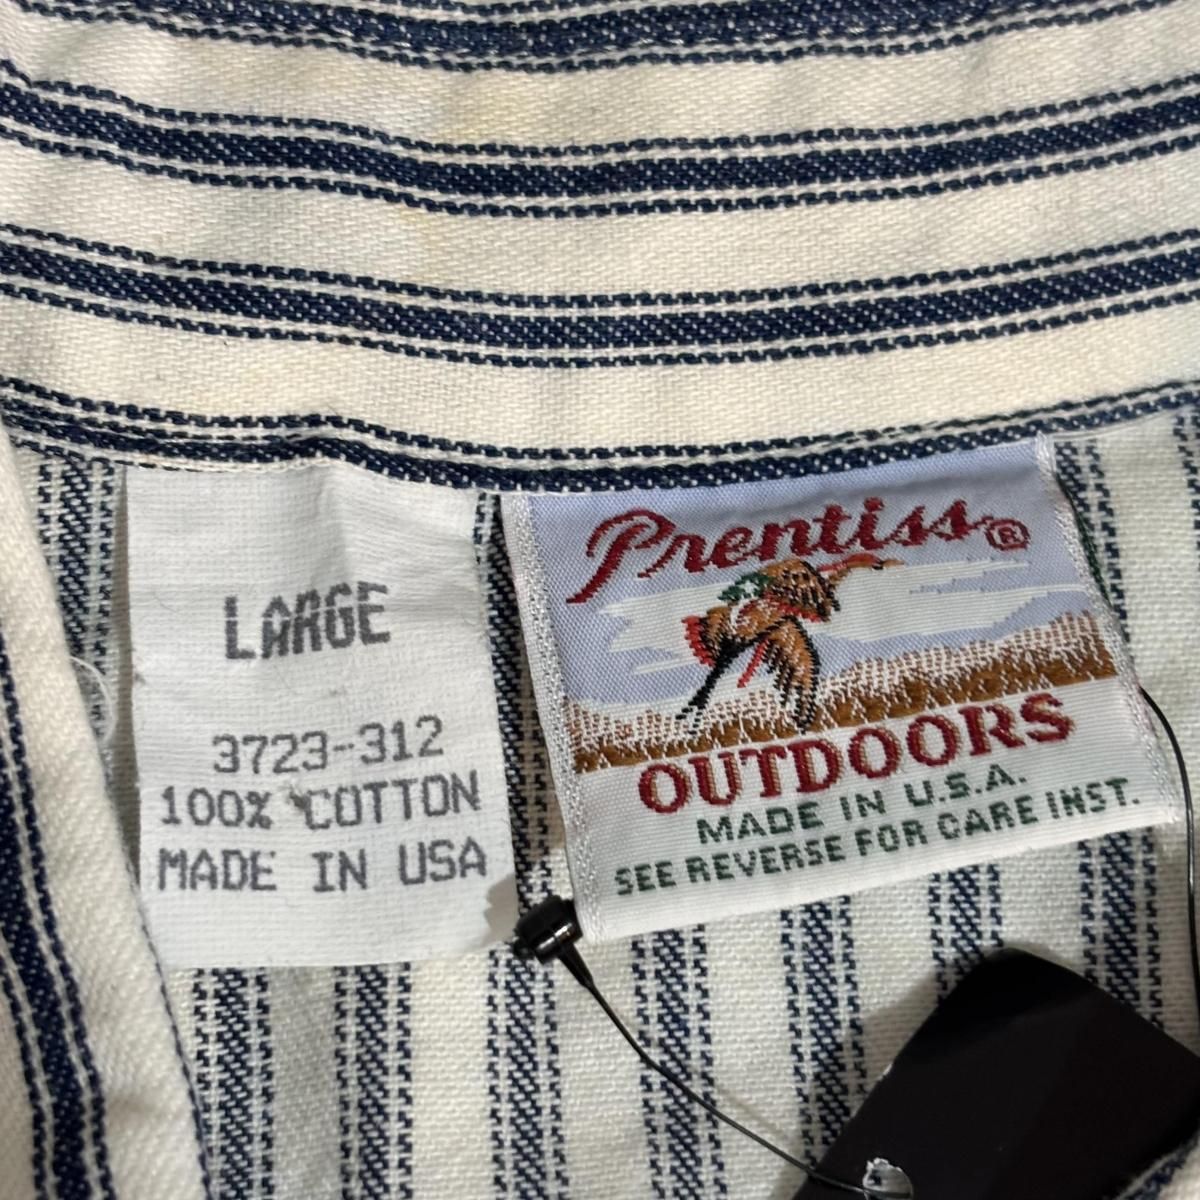 LARGE
3723-312
100% COTTON
MADE IN USA
Prentiss®
OUTDOORS
MADE IN U.S.A.
SEE REVERSE FOR CARE INST.